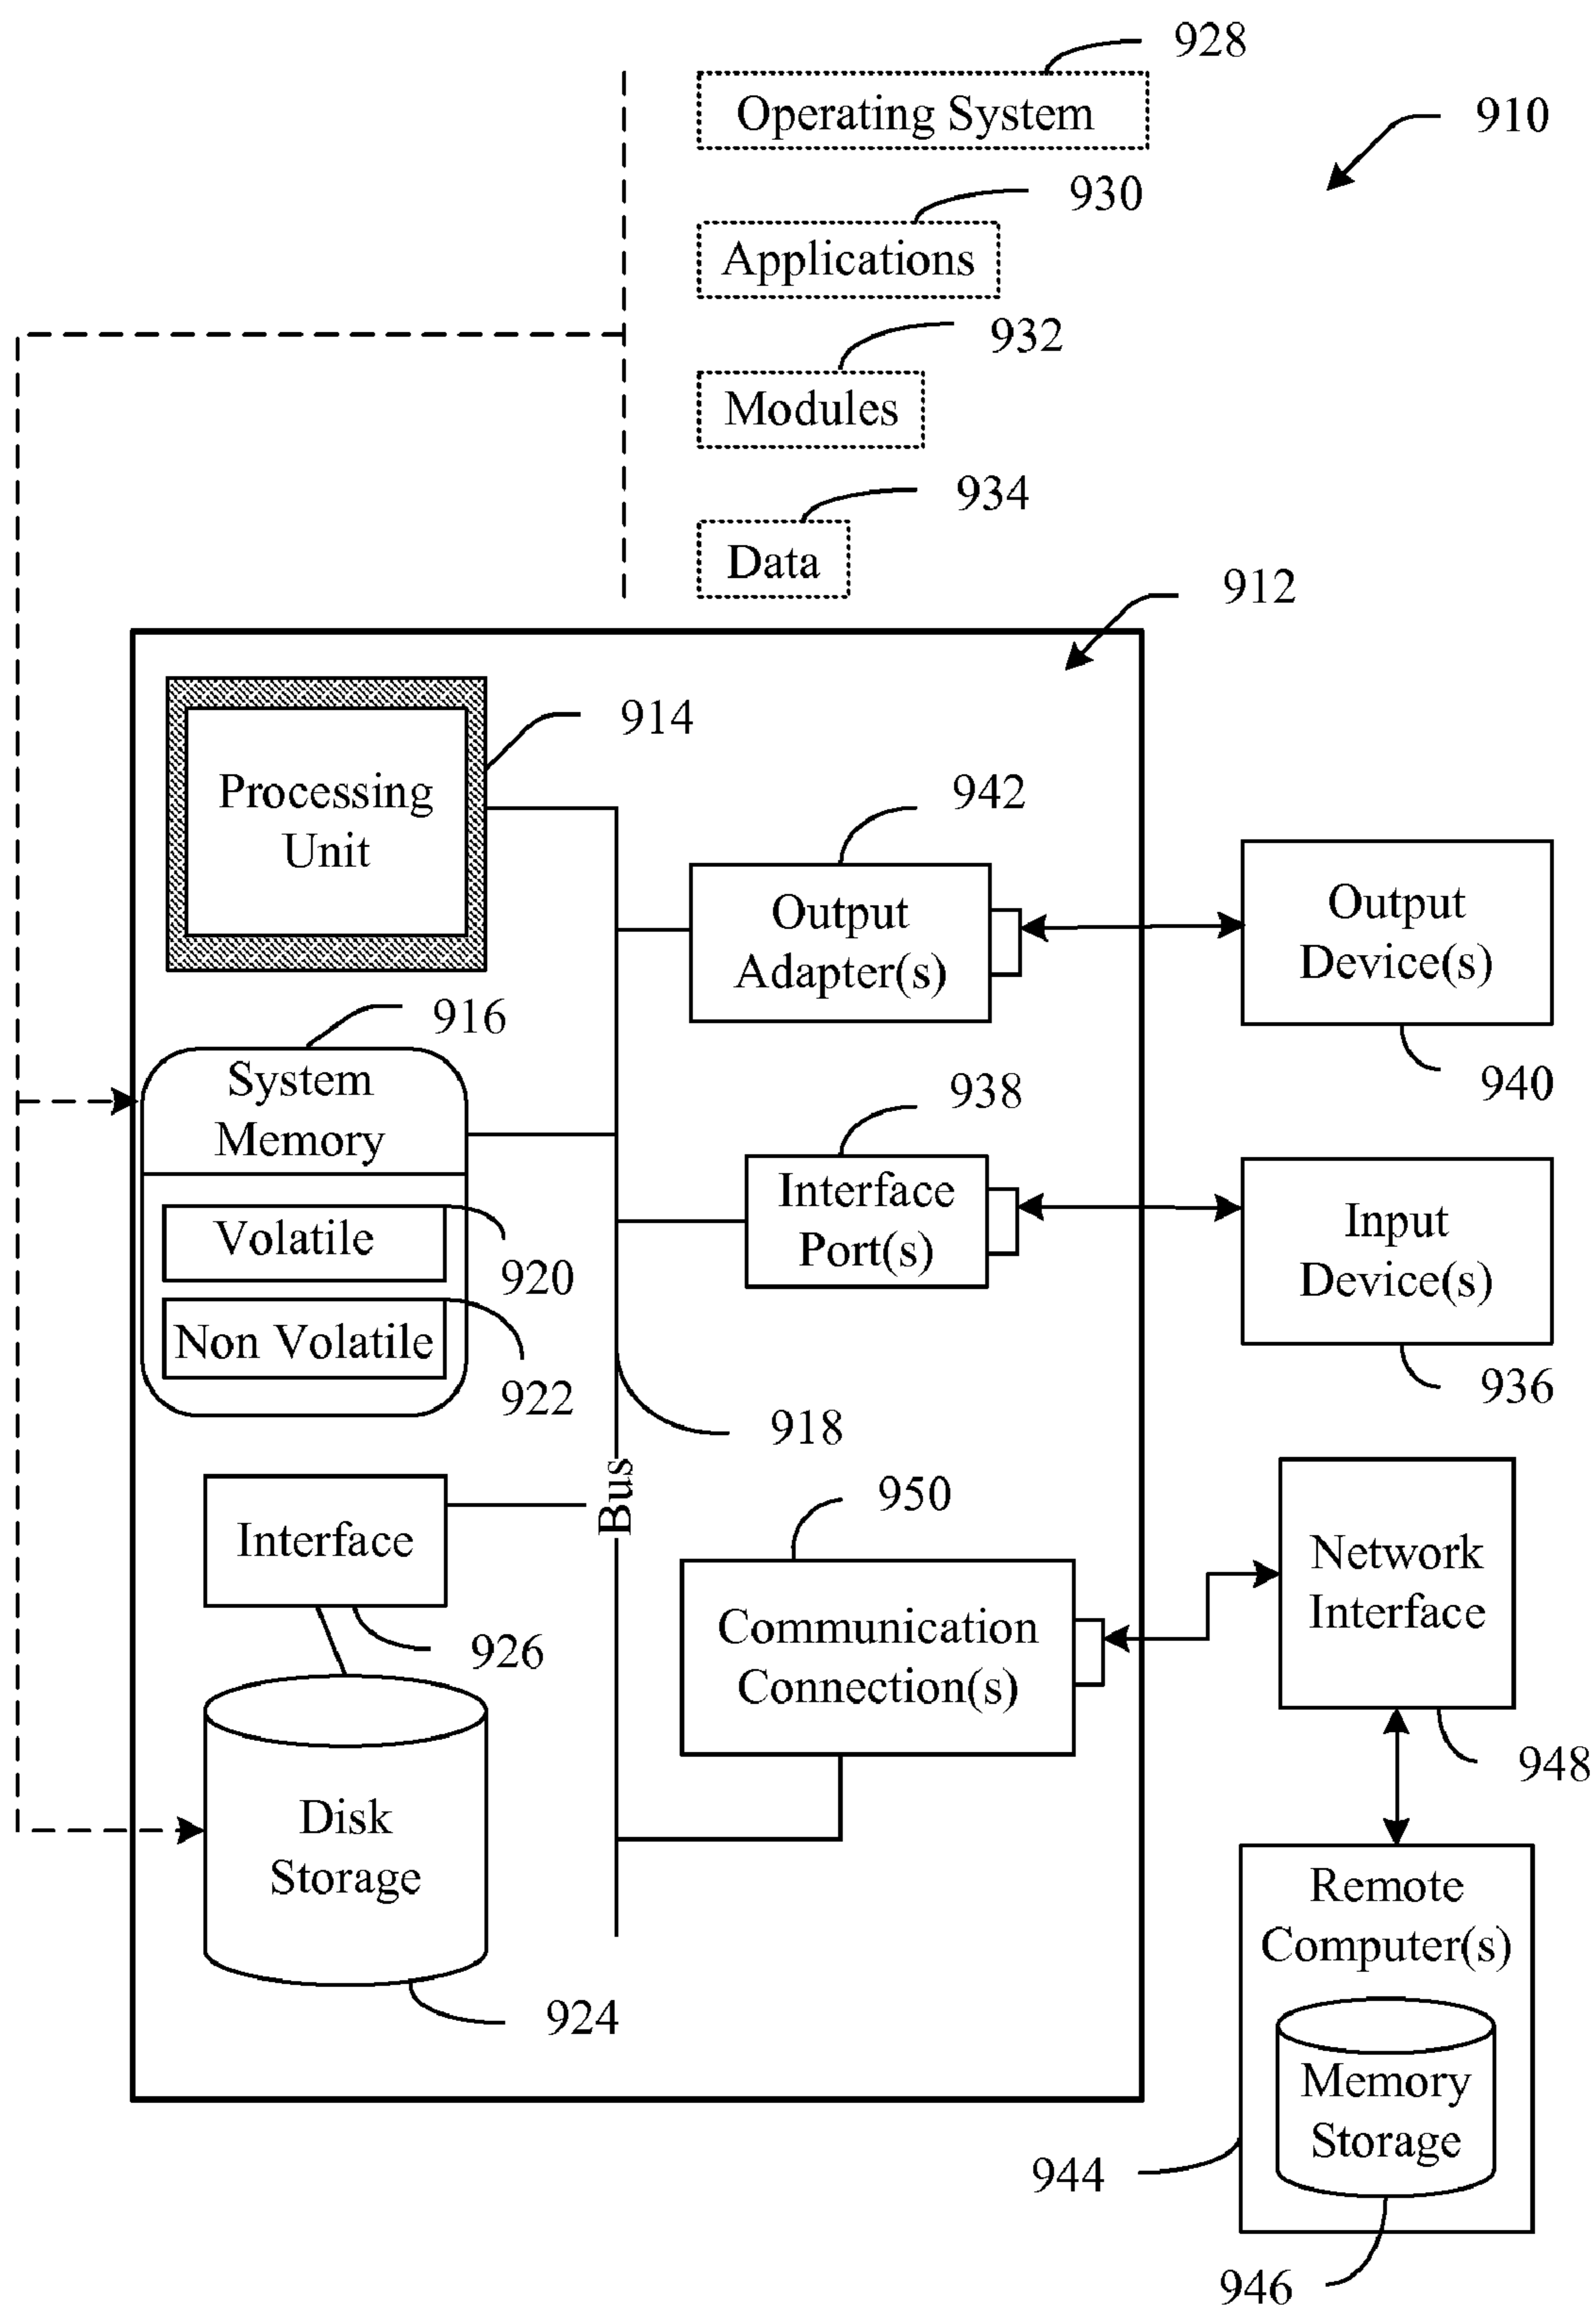 928
Operating System
910
930
Applications
932
Modules
934
Data
912
914
Processing
Unit
942
Output
Adapter(s)
Output
Device(s)
940
916
System
Memory
938
Interface
Port(s)
Input
Device(s)
936
Volatile
920
Non Volatile
922
918
Bus
950
Interface
926
Communication
Connection(s)
Network
Interface
948
Disk
Storage
924
Remote
Computer(s)
Memory
Storage
944
946